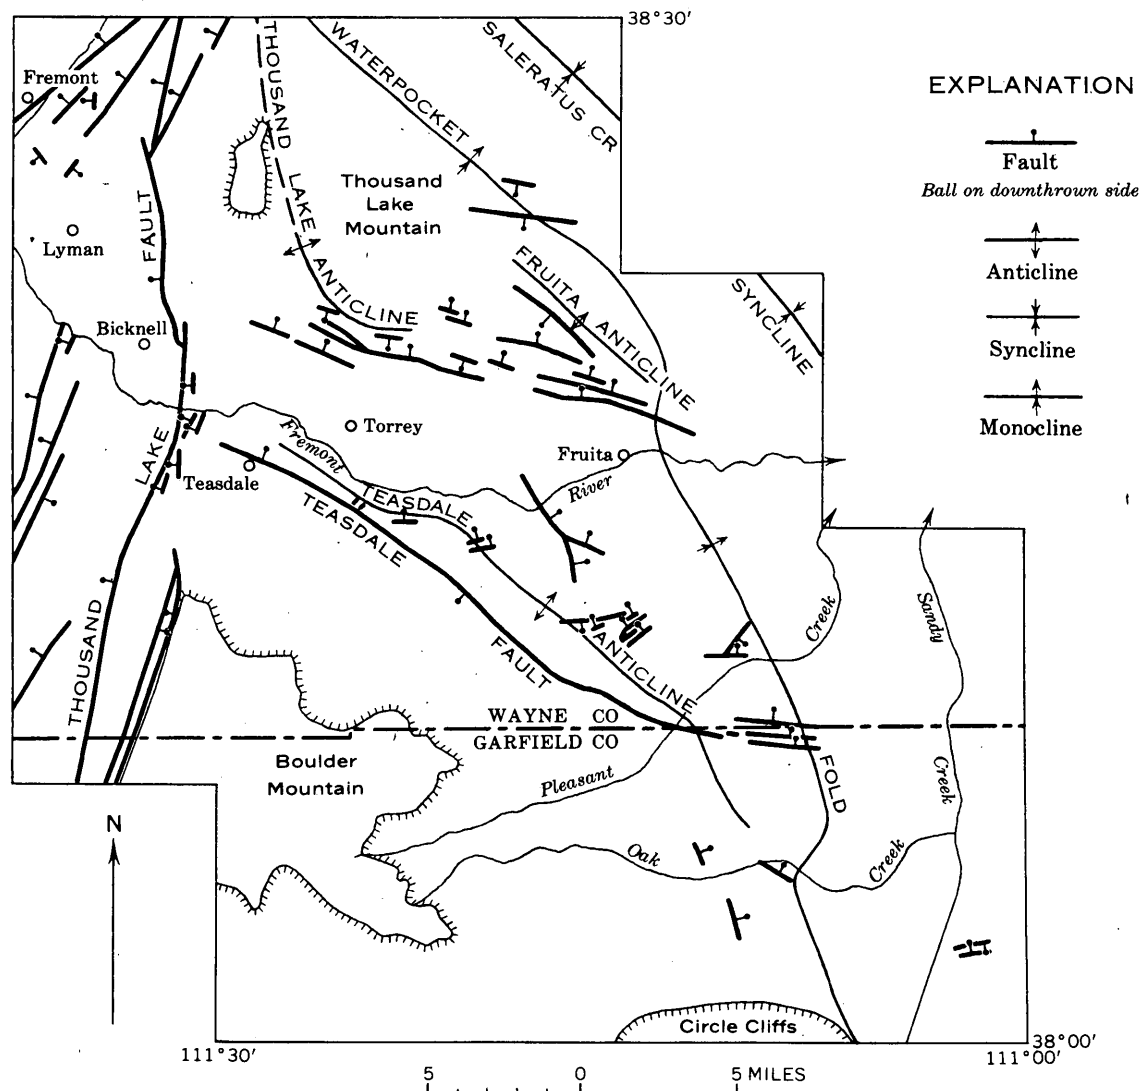 38°30'
THOUSAND
LAKE
ANTICLINE
WATERPOCKET
SALERATUS CR
SYNCLINE
Fremont
Thousand
Lake
Mountain
Lyman
FAULT
LAKE
THOUSAND
FRUITA ANTICLINE
Bicknell
Torrey
Fremont
River
Fruita
Teasdale
TEASDALE
ANTICLINE
TEASDALE
FAULT
Creek
Sandy
Creek
WAYNE CO
GARFIELD CO
Boulder
Mountain
Pleasant
FOLD
Oak
Creek
N
Circle Cliffs
38°00'
111°30'
111°00'
5 0 5 MILES
EXPLANATION
Fault
Ball on downthrown side
Anticline
Syncline
Monocline